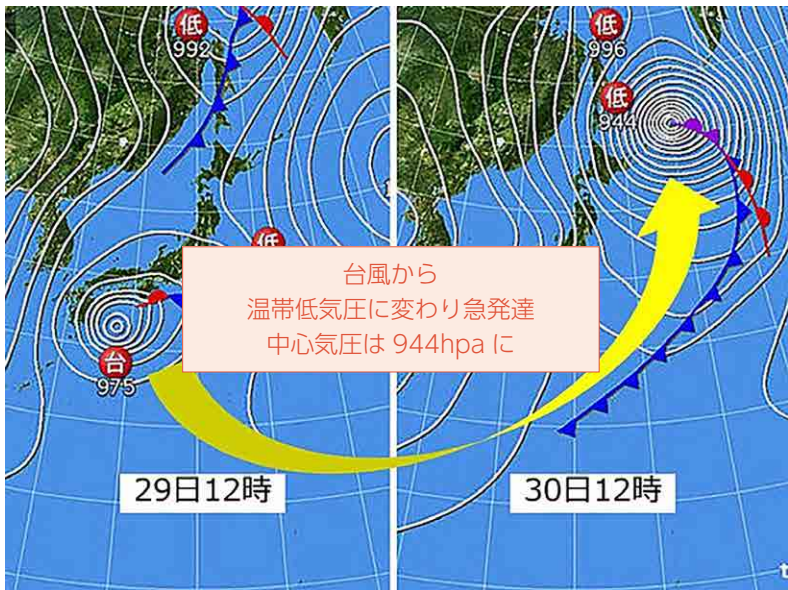 低
992
低
台
975
29日12時
低
996
低
944
台風から
温帯低気圧に変わり急発達
中心気圧は 944hpa に
30日12時
t